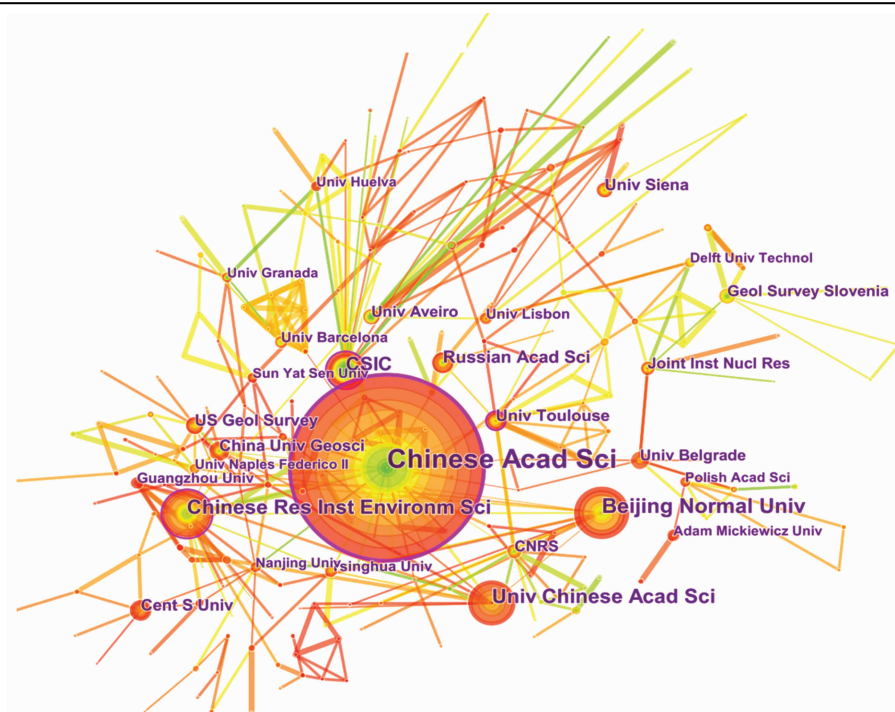 Univ Huelva
Univ Siena
Delft Univ Technol
Univ Granada
Geol Survey Slovenia
Univ Aveiro
Univ Lisbon
Univ Barcelona
Russian Acad Sci
CSIC
Joint Inst Nucl Res
Sun Yat Sen Univ
Univ Toulouse
US Geol Survey
China Univ Geosci
Univ Belgrade
Chinese Acad Sci
Univ Naples Federico II
Guangzhou Univ
Polish Acad Sci
Chinese Res Inst Environm Sci
Beijing Normal Univ
Adam Mickiewicz Univ
CNRS
Nanjing Univ
Tsinghua Univ
Univ Chinese Acad Sci
Cent S Univ